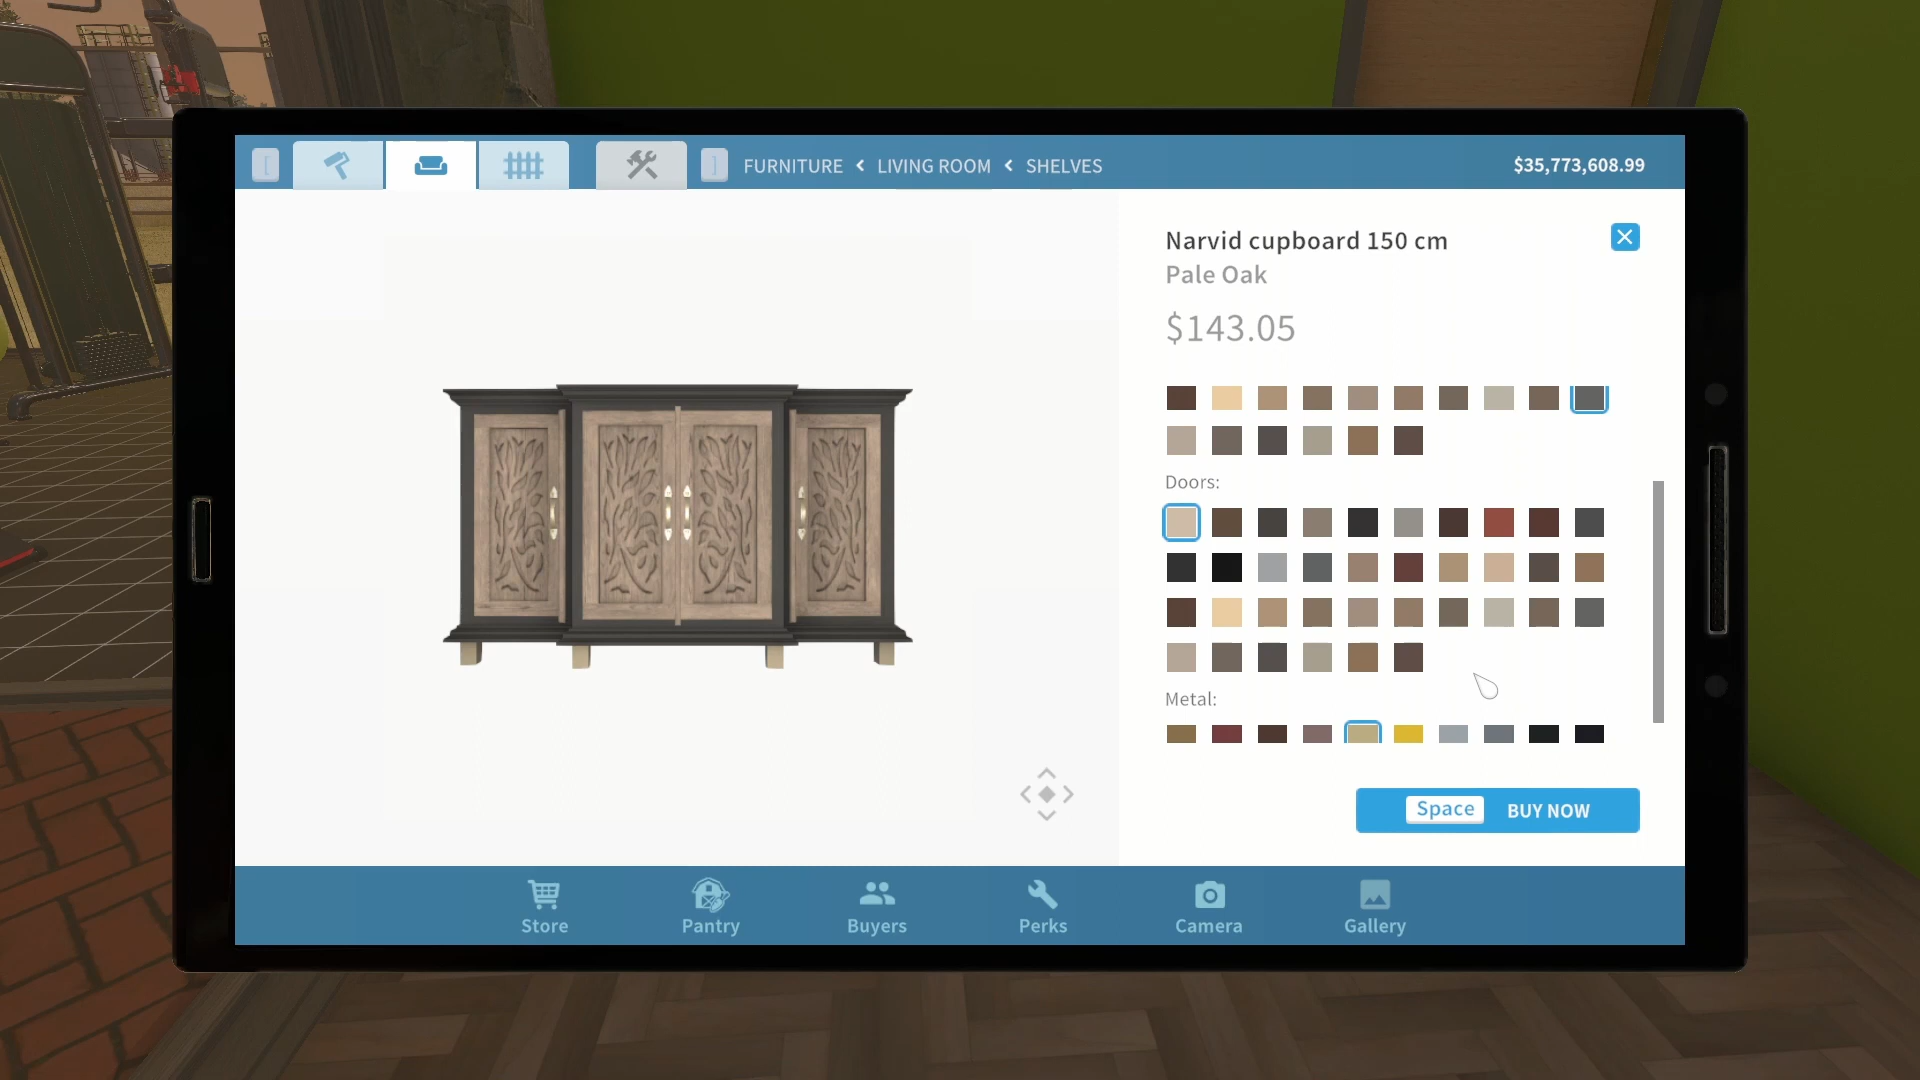 [
]
FURNITURE < LIVING ROOM < SHELVES
$35,773,608.99
Narvid cupboard 150 cm
Pale Oak
$143.05
Doors:
Metal:
Space BUY NOW
Store
Pantry
Buyers
Perks
Camera
Gallery